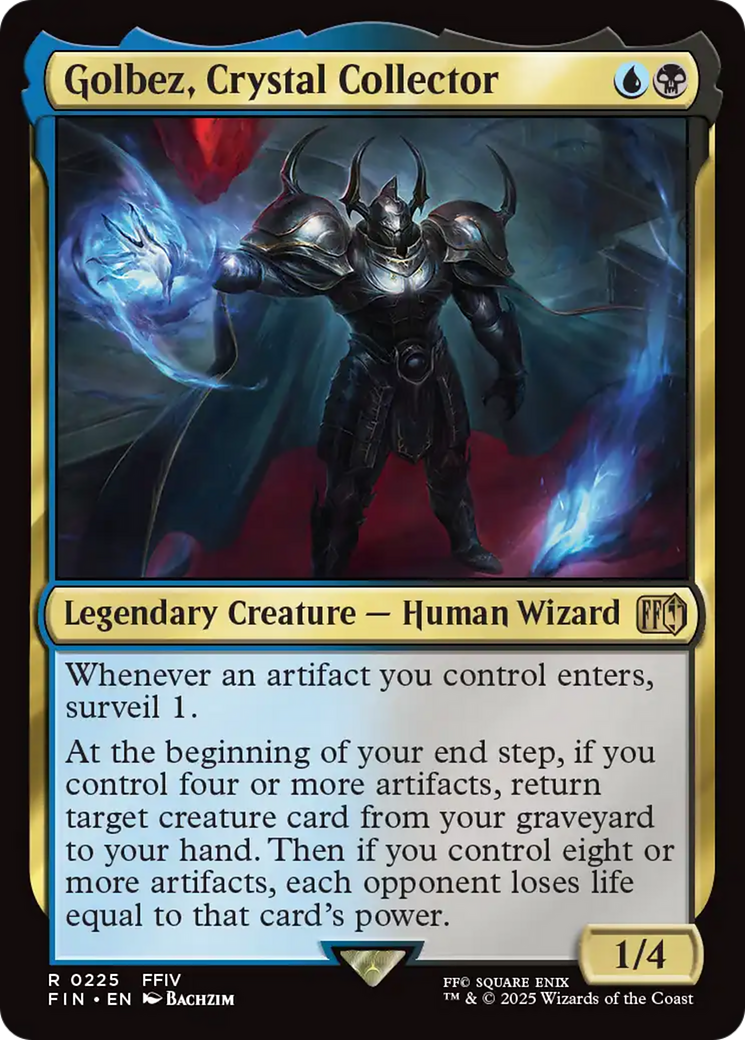 Golbez, Crystal Collector
Legendary Creature — Human Wizard FF
Whenever an artifact you control enters,
surveil 1.
At the beginning of your end step, if you
control four or more artifacts, return
target creature card from your graveyard
to your hand. Then if you control eight or
more artifacts, each opponent loses life
equal to that card's power.
1/4
R 0225 FFIV
FIN • EN BACHZIM
FF© SQUARE ENIX
™ & © 2025 Wizards of the Coast